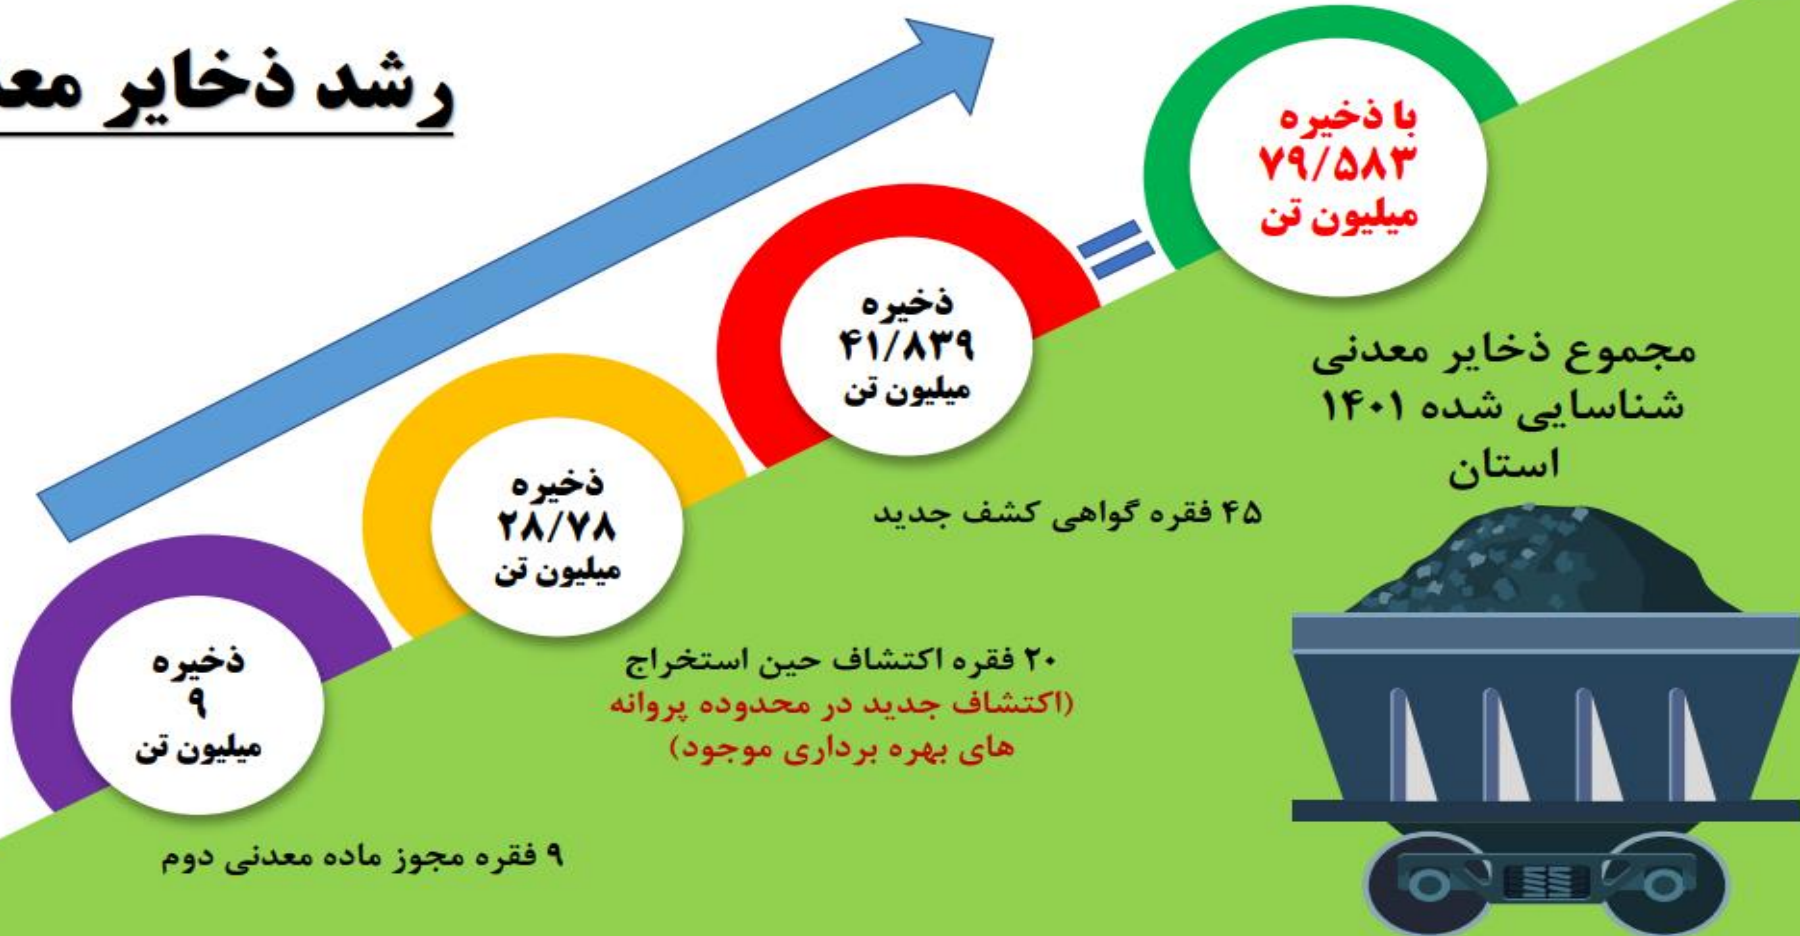 رشد ذخایر
با ذخیره
۷۹/۵۸۳
میلیون تن
مجموع ذخایر معدنی
شناسایی شده ۱۴۰۱
استان
ذخیره
۴۱/۸۳۹
میلیون تن
۴۵ فقره گواهی کشف جدید
ذخیره
۲۸/۷۸
میلیون تن
۲۰ فقره اکتشاف حین استخراج
(اکتشاف جدید در محدوده پروانه
های بهره برداری موجود)
ذخیره
۹
میلیون تن
۹ فقره مجوز ماده معدنی دوم